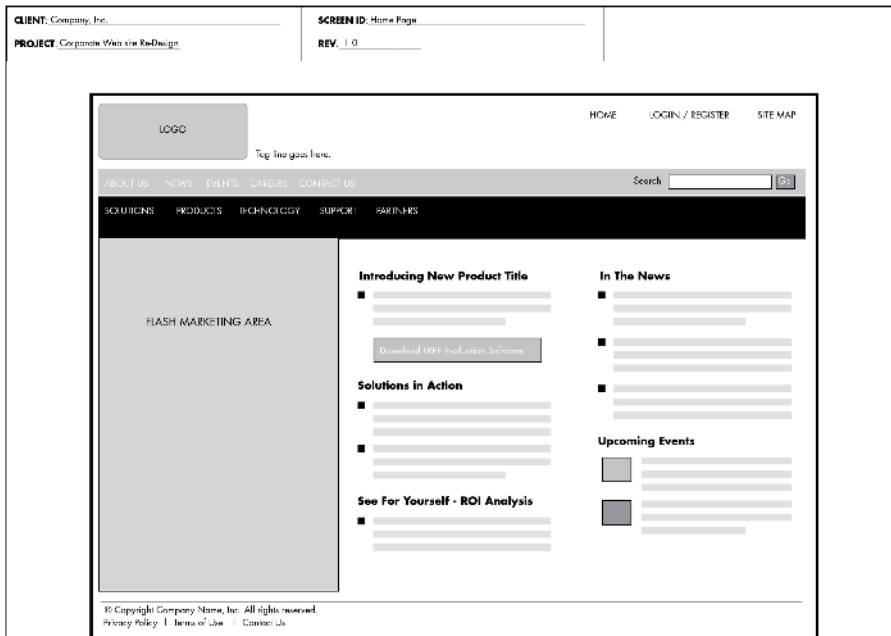 CLIENT: Company, Inc.
SCREEN ID: Home Page
PROJECT: Corporate Web site Re-Design
REV. 1.0
LOGO
Tag line goes here.
HOME LOGIN / REGISTER SITE MAP
ABOUT US NEWS EVENTS CAREERS CONTACT US
Search Go
SOLUTIONS PRODUCTS TECHNOLOGY SUPPORT PARTNERS
FLASH MARKETING AREA
Introducing New Product Title
Download FREE Evaluation Software
Solutions in Action
See For Yourself - ROI Analysis
In The News
Upcoming Events
© Copyright Company Name, Inc. All rights reserved.
Privacy Policy | Terms of Use | Contact Us